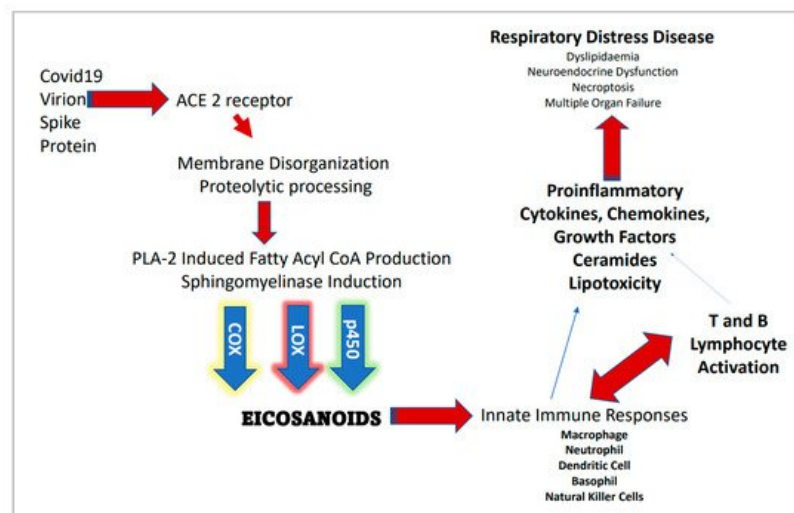 Covid19
Virion
Spike
Protein
ACE 2 receptor
Membrane Disorganization
Proteolytic processing
PLA-2 Induced Fatty Acyl CoA Production
Sphingomyelinase Induction
COX
LOX
p450
EICOSANOIDS
Innate Immune Responses
Macrophage
Neutrophil
Dendritic Cell
Basophil
Natural Killer Cells
T and B
Lymphocyte
Activation
Proinflammatory
Cytokines, Chemokines,
Growth Factors
Ceramides
Lipotoxicity
Respiratory Distress Disease
Dyslipidaemia
Neuroendocrine Dysfunction
Necroptosis
Multiple Organ Failure